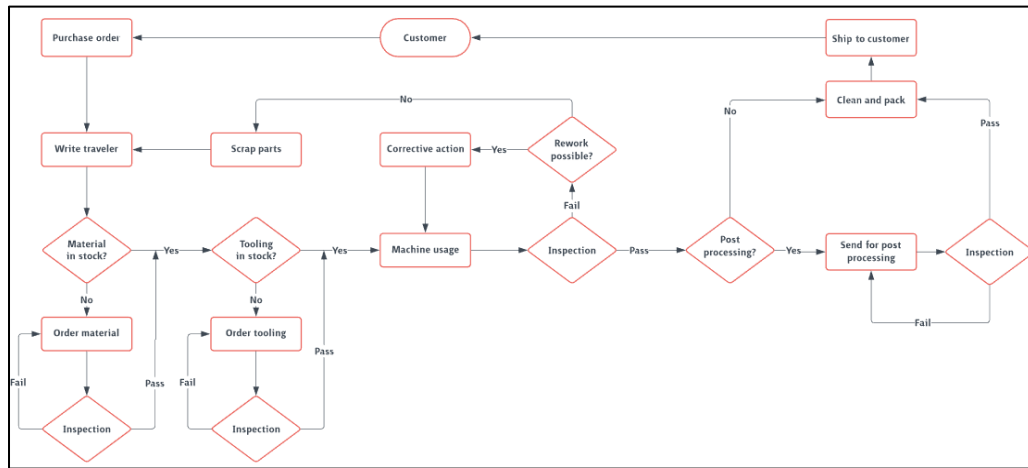 Purchase order
Customer
Ship to customer
Clean and pack
No
No
Pass
Write traveler
Scrap parts
Corrective action
Yes
Rework
possible?
Fail
Material
in stock?
Yes
Tooling
in stock?
Yes
Machine usage
Inspection
Pass
Post
processing?
Yes
Send for post
processing
Inspection
No
No
Fail
Order material
Order tooling
Pass
Fail
Pass
Fail
Inspection
Inspection